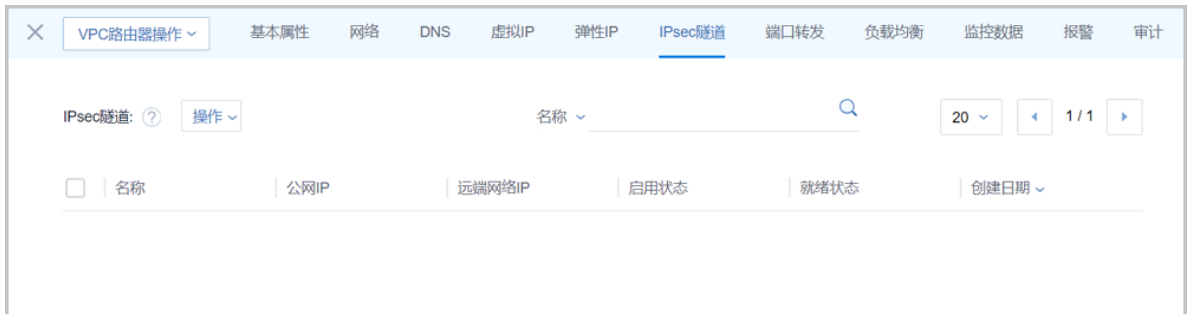 VPC路由器操作 基本属性 网络 DNS 虚拟IP 弹性IP IPsec隧道 端口转发 负载均衡 监控数据 报警 审计
IPsec隧道: ? 操作 名称 20 1 / 1
名称 公网IP 远端网络IP 启用状态 就绪状态 创建日期